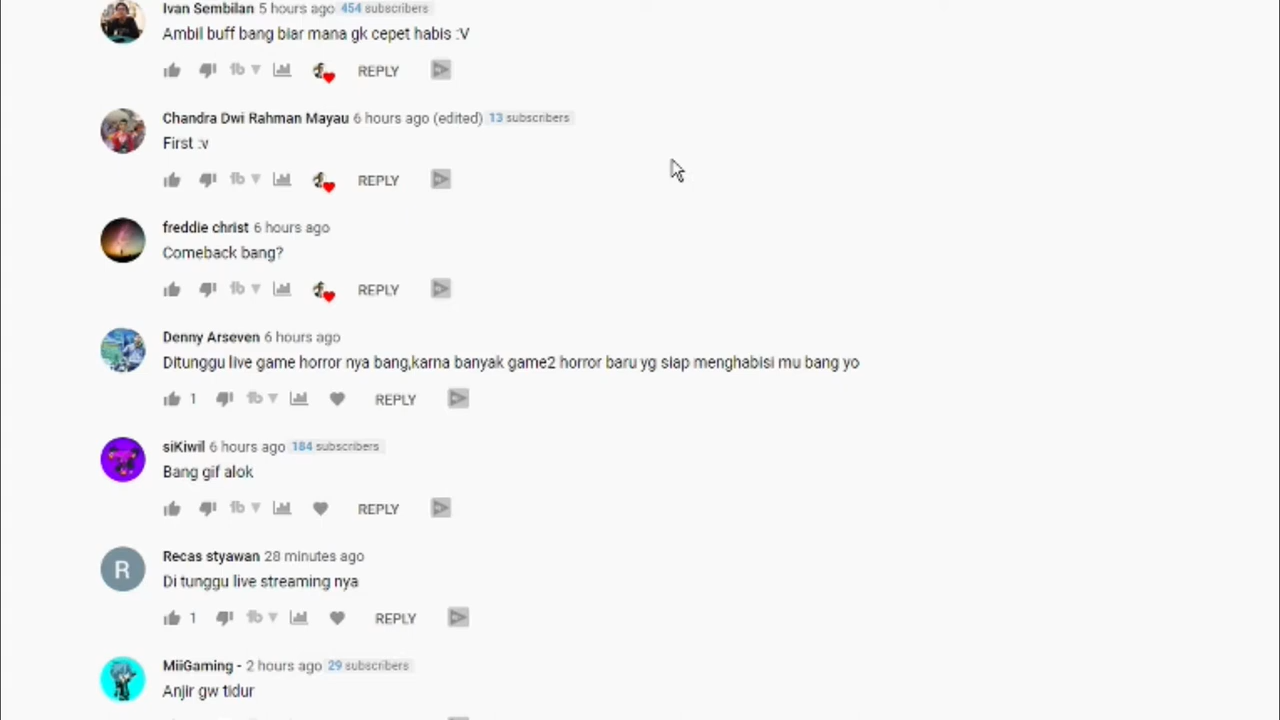 Ivan Sembilan 5 hours ago 454 subscribers
Ambil buff bang biar mana gk cepet habis :V
REPLY
Chandra Dwi Rahman Mayau 6 hours ago (edited) 13 subscribers
First :v
REPLY
freddie christ 6 hours ago
Comeback bang?
REPLY
Denny Arseven 6 hours ago
Ditunggu live game horror nya bang,karna banyak game2 horror baru yg siap menghabisi mu bang yo
1 REPLY
siKiwil 6 hours ago 184 subscribers
Bang gif alok
REPLY
R
Recas styawan 28 minutes ago
Di tunggu live streaming nya
1 REPLY
MiiGaming - 2 hours ago 29 subscribers
Anjir gw tidur